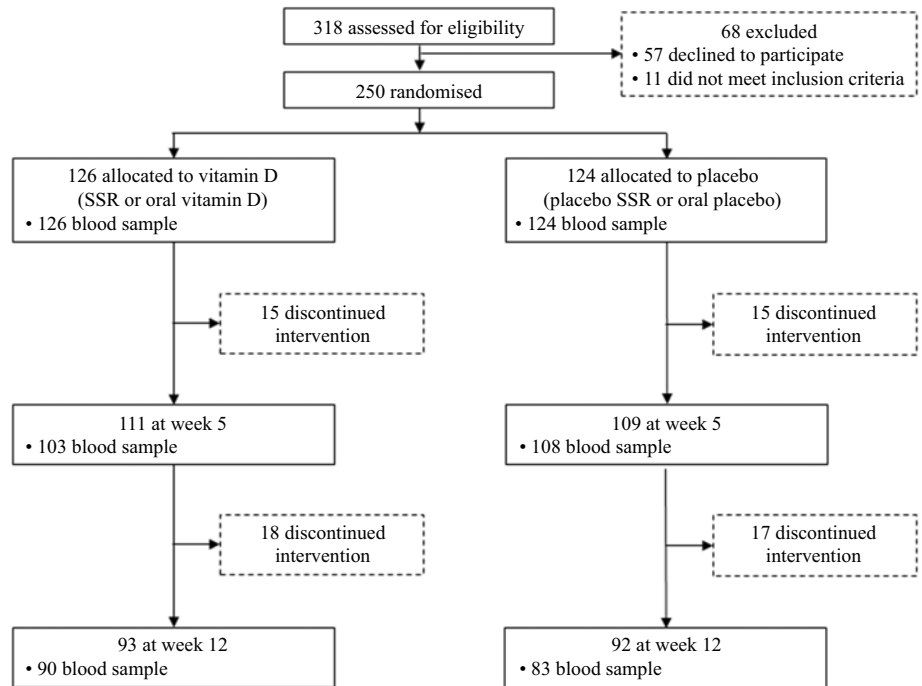 318 assessed for eligibility
68 excluded
• 57 declined to participate
• 11 did not meet inclusion criteria
250 randomised
126 allocated to vitamin D
(SSR or oral vitamin D)
• 126 blood sample
124 allocated to placebo
(placebo SSR or oral placebo)
• 124 blood sample
15 discontinued
intervention
15 discontinued
intervention
111 at week 5
• 103 blood sample
109 at week 5
• 108 blood sample
18 discontinued
intervention
17 discontinued
intervention
93 at week 12
• 90 blood sample
92 at week 12
• 83 blood sample